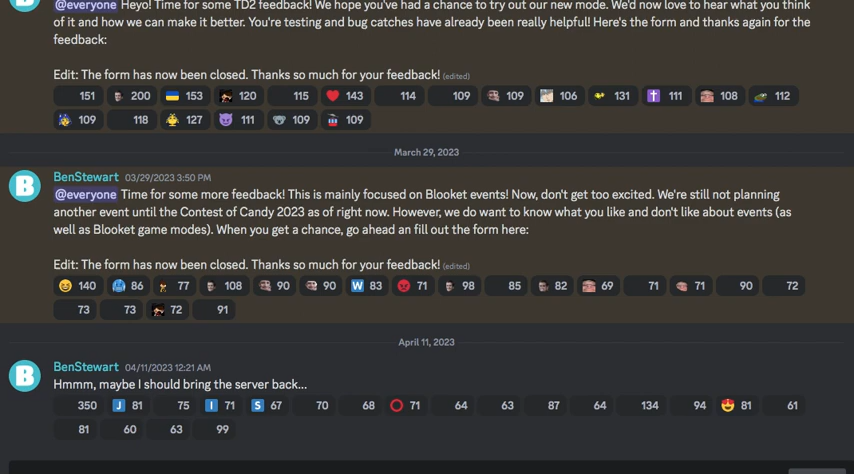 @everyone Heyo! Time for some TD2 feedback! We hope you've had a chance to try out our new mode. We'd now love to hear what you think
of it and how we can make it better. You're testing and bug catches have already been really helpful! Here's the form and thanks again for the
feedback:
Edit: The form has now been closed. Thanks so much for your feedback! (edited)
151 200 153 120 115 143 114 109 109 106 131 111 108 112
109 118 127 111 109 109
March 29, 2023
B BenStewart 03/29/2023 3:50 PM
@everyone Time for some more feedback! This is mainly focused on Blooket events! Now, don't get too excited. We're still not planning
another event until the Contest of Candy 2023 as of right now. However, we do want to know what you like and don't like about events (as
well as Blooket game modes). When you get a chance, go ahead an fill out the form here:
Edit: The form has now been closed. Thanks so much for your feedback! (edited)
140 86 77 108 90 90 W 83 71 98 85 82 69 71 71 90 72
73 73 72 91
April 11, 2023
B BenStewart 04/11/2023 12:21 AM
Hmmm, maybe I should bring the server back...
350 J 81 75 I 71 S 67 70 68 71 64 63 87 64 134 94 81 61
81 60 63 99